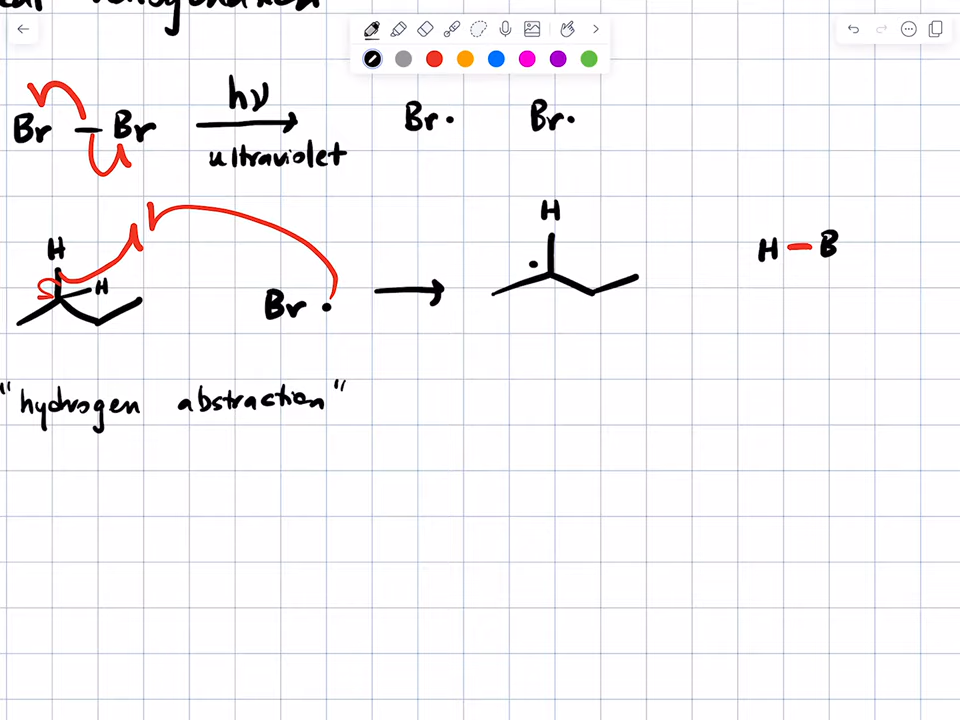 Br — Br hν Br· Br·
ultraviolet
H H
H Br · H — B
"hydrogen abstraction"